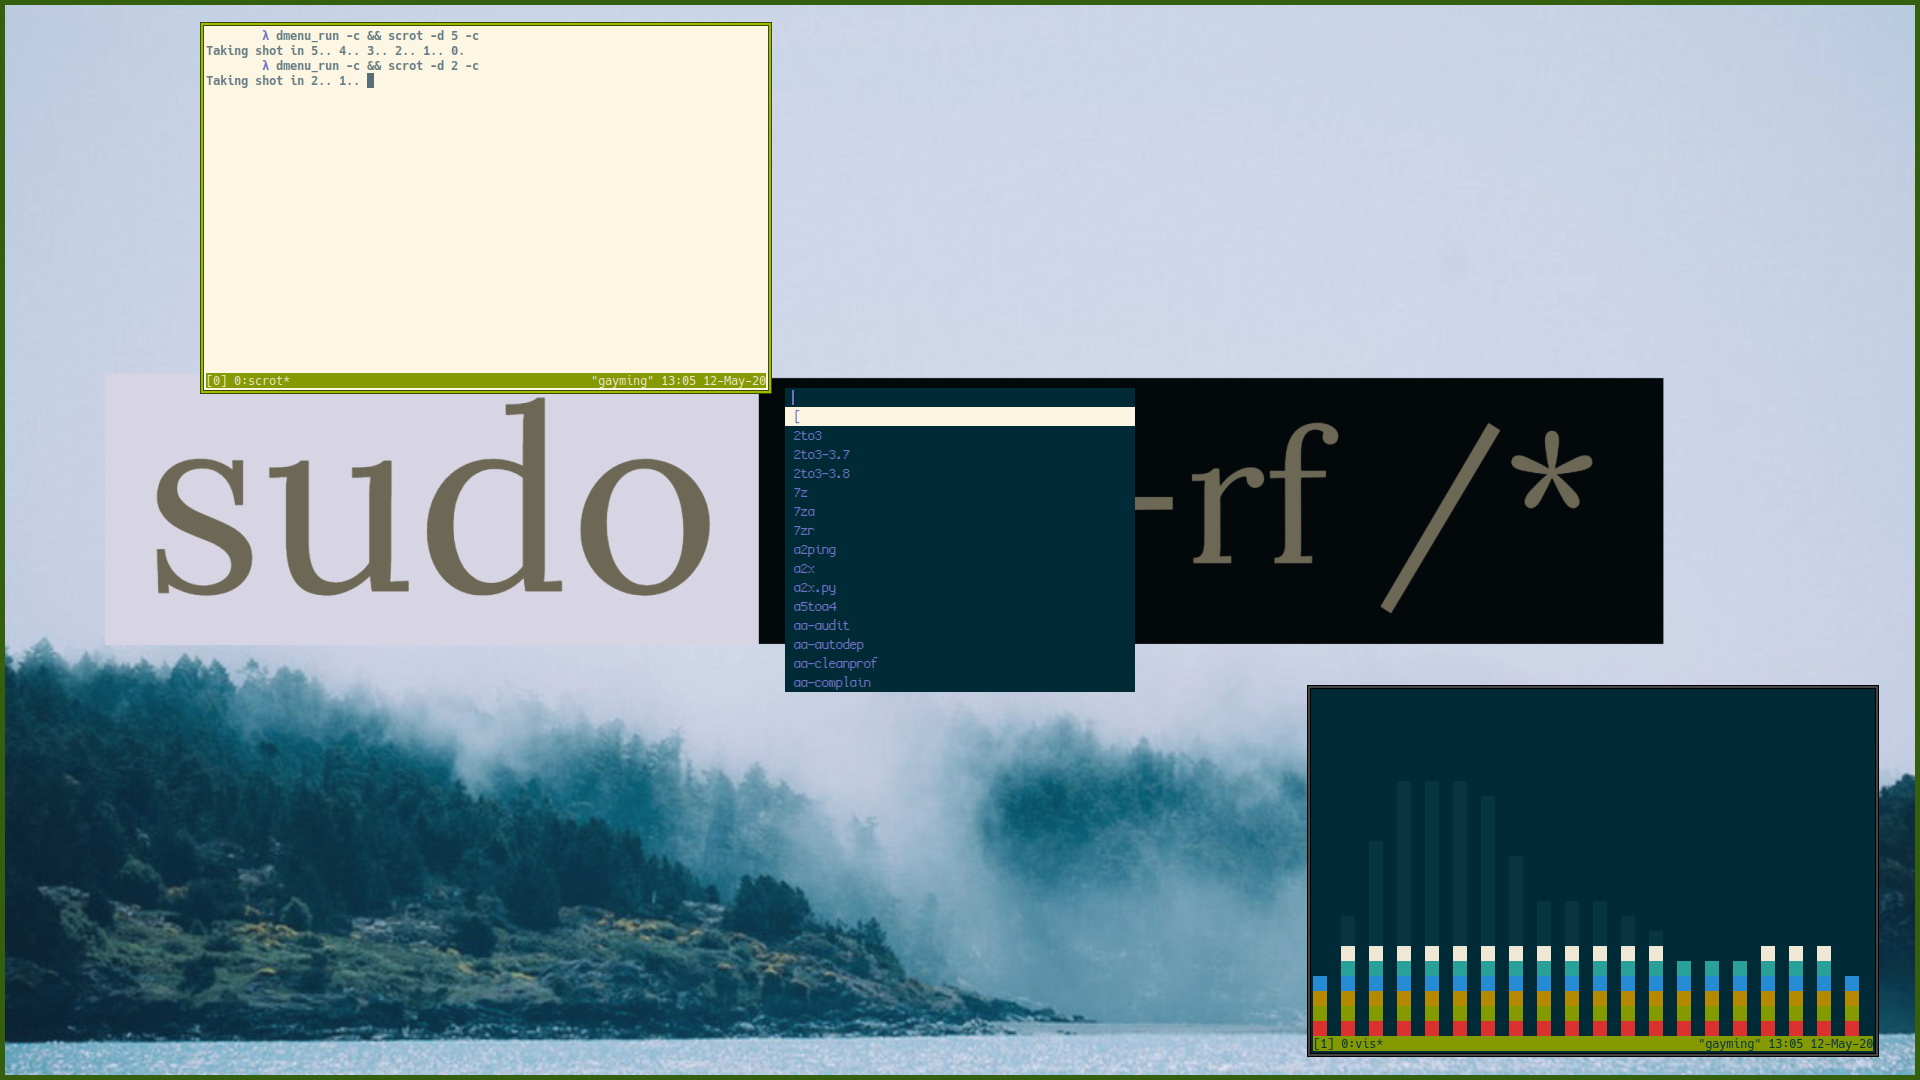 λ dmenu_run -c && scrot -d 5 -c
Taking shot in 5.. 4.. 3.. 2.. 1.. 0.
λ dmenu_run -c && scrot -d 2 -c
Taking shot in 2.. 1..
[0] 0:scrot* "gayming" 13:05 12-May-20
sudo -rf /*
[
2to3
2to3-3.7
2to3-3.8
7z
7za
7zr
a2ping
a2x
a2x.py
a5toa4
aa-audit
aa-autodep
aa-cleanprof
aa-complain
[1] 0:vis* "gayming" 13:05 12-May-20